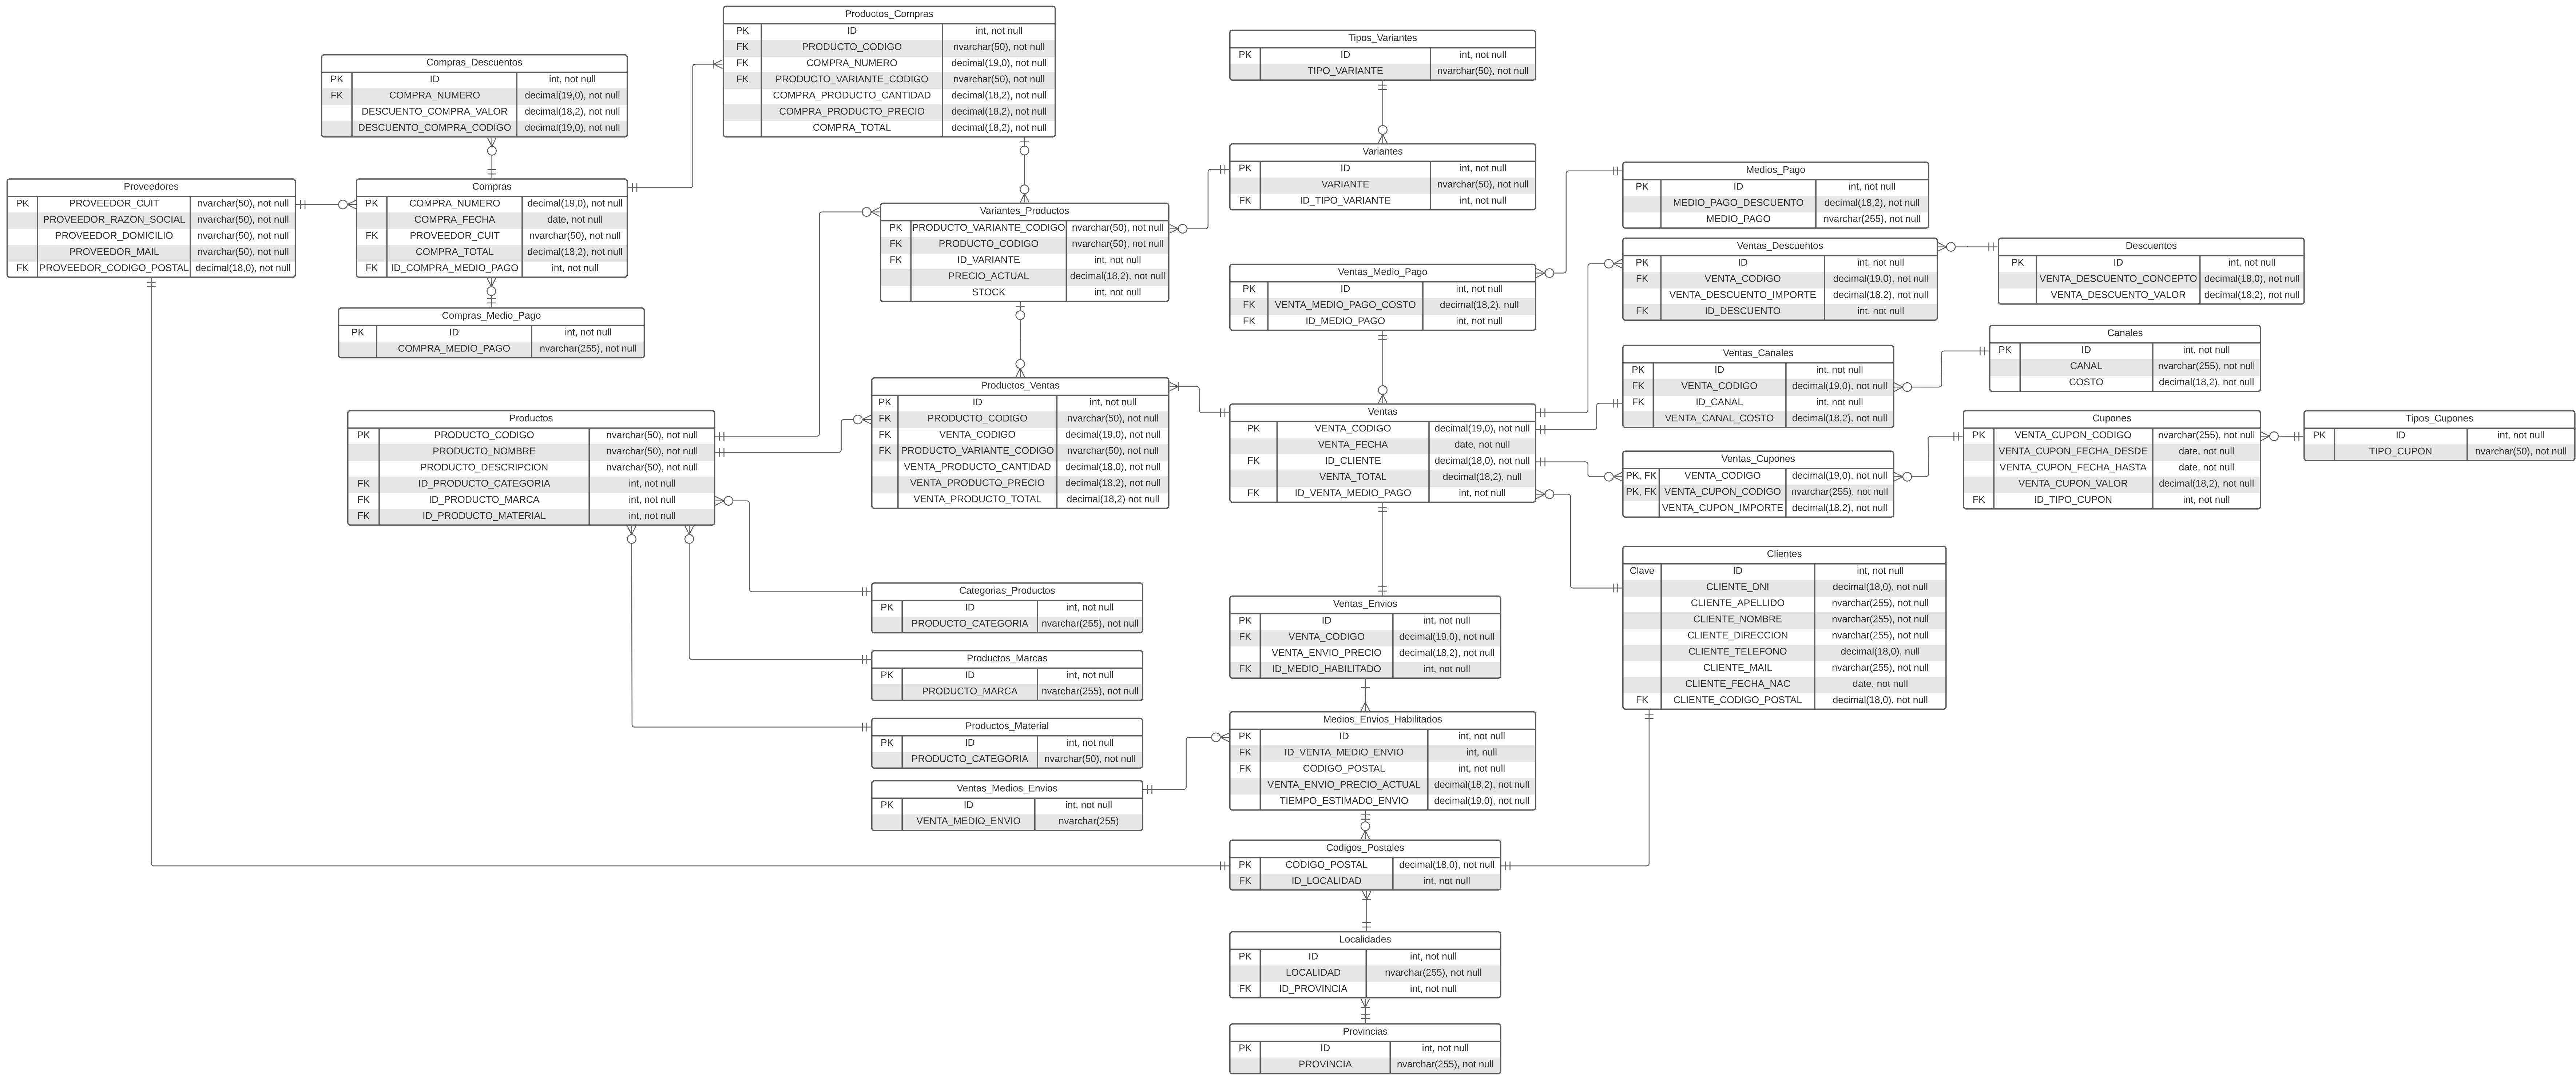 Productos_Compras
PK ID int, not null
FK PRODUCTO_CODIGO nvarchar(50), not null
FK COMPRA_NUMERO decimal(19,0), not null
FK PRODUCTO_VARIANTE_CODIGO nvarchar(50), not null
COMPRA_PRODUCTO_CANTIDAD decimal(18,2), not null
COMPRA_PRODUCTO_PRECIO decimal(18,2), not null
COMPRA_TOTAL decimal(18,2), not null
Compras_Descuentos
PK ID int, not null
FK COMPRA_NUMERO decimal(19,0), not null
DESCUENTO_COMPRA_VALOR decimal(18,2), not null
DESCUENTO_COMPRA_CODIGO decimal(19,0), not null
Proveedores
PK PROVEEDOR_CUIT nvarchar(50), not null
PROVEEDOR_RAZON_SOCIAL nvarchar(50), not null
PROVEEDOR_DOMICILIO nvarchar(50), not null
PROVEEDOR_MAIL nvarchar(50), not null
FK PROVEEDOR_CODIGO_POSTAL decimal(18,0), not null
Compras
PK COMPRA_NUMERO decimal(19,0), not null
COMPRA_FECHA date, not null
FK PROVEEDOR_CUIT nvarchar(50), not null
COMPRA_TOTAL decimal(18,2), not null
FK ID_COMPRA_MEDIO_PAGO int, not null
Compras_Medio_Pago
PK ID int, not null
COMPRA_MEDIO_PAGO nvarchar(255), not null
Tipos_Variantes
PK ID int, not null
TIPO_VARIANTE nvarchar(50), not null
Variantes
PK ID int, not null
VARIANTE nvarchar(50), not null
FK ID_TIPO_VARIANTE int, not null
Variantes_Productos
PK PRODUCTO_VARIANTE_CODIGO nvarchar(50), not null
FK PRODUCTO_CODIGO nvarchar(50), not null
FK ID_VARIANTE int, not null
PRECIO_ACTUAL decimal(18,2), not null
STOCK int, not null
Medios_Pago
PK ID int, not null
MEDIO_PAGO_DESCUENTO decimal(18,2), not null
MEDIO_PAGO nvarchar(255), not null
Ventas_Medio_Pago
PK ID int, not null
FK VENTA_MEDIO_PAGO_COSTO decimal(18,2), null
FK ID_MEDIO_PAGO int, not null
Ventas_Descuentos
PK ID int, not null
FK VENTA_CODIGO decimal(19,0), not null
VENTA_DESCUENTO_IMPORTE decimal(18,2), not null
FK ID_DESCUENTO int, not null
Descuentos
PK ID int, not null
VENTA_DESCUENTO_CONCEPTO decimal(18,0), not null
VENTA_DESCUENTO_VALOR decimal(18,2), not null
Canales
PK ID int, not null
CANAL nvarchar(255), not null
COSTO decimal(18,2), not null
Ventas_Canales
PK ID int, not null
FK VENTA_CODIGO decimal(19,0), not null
FK ID_CANAL int, not null
VENTA_CANAL_COSTO decimal(18,2), not null
Productos
PK PRODUCTO_CODIGO nvarchar(50), not null
PRODUCTO_NOMBRE nvarchar(50), not null
PRODUCTO_DESCRIPCION nvarchar(50), not null
FK ID_PRODUCTO_CATEGORIA int, not null
FK ID_PRODUCTO_MARCA int, not null
FK ID_PRODUCTO_MATERIAL int, not null
Productos_Ventas
PK ID int, not null
FK PRODUCTO_CODIGO nvarchar(50), not null
FK VENTA_CODIGO decimal(19,0), not null
FK PRODUCTO_VARIANTE_CODIGO nvarchar(50), not null
VENTA_PRODUCTO_CANTIDAD decimal(18,0), not null
VENTA_PRODUCTO_PRECIO decimal(18,2), not null
VENTA_PRODUCTO_TOTAL decimal(18,2) not null
Ventas
PK VENTA_CODIGO decimal(19,0), not null
VENTA_FECHA date, not null
FK ID_CLIENTE decimal(18,0), not null
VENTA_TOTAL decimal(18,2), null
FK ID_VENTA_MEDIO_PAGO int, not null
Cupones
PK VENTA_CUPON_CODIGO nvarchar(255), not null
VENTA_CUPON_FECHA_DESDE date, not null
VENTA_CUPON_FECHA_HASTA date, not null
VENTA_CUPON_VALOR decimal(18,2), not null
FK ID_TIPO_CUPON int, not null
Tipos_Cupones
PK ID int, not null
TIPO_CUPON nvarchar(50), not null
Ventas_Cupones
PK, FK VENTA_CODIGO decimal(19,0), not null
PK, FK VENTA_CUPON_CODIGO nvarchar(255), not null
VENTA_CUPON_IMPORTE decimal(18,2), not null
Clientes
Clave ID int, not null
CLIENTE_DNI decimal(18,0), not null
CLIENTE_APELLIDO nvarchar(255), not null
CLIENTE_NOMBRE nvarchar(255), not null
CLIENTE_DIRECCION nvarchar(255), not null
CLIENTE_TELEFONO decimal(18,0), null
CLIENTE_MAIL nvarchar(255), not null
CLIENTE_FECHA_NAC date, not null
FK CLIENTE_CODIGO_POSTAL decimal(18,0), not null
Categorias_Productos
PK ID int, not null
PRODUCTO_CATEGORIA nvarchar(255), not null
Productos_Marcas
PK ID int, not null
PRODUCTO_MARCA nvarchar(255), not null
Productos_Material
PK ID int, not null
PRODUCTO_CATEGORIA nvarchar(50), not null
Ventas_Medios_Envios
PK ID int, not null
VENTA_MEDIO_ENVIO nvarchar(255)
Ventas_Envios
PK ID int, not null
FK VENTA_CODIGO decimal(19,0), not null
VENTA_ENVIO_PRECIO decimal(18,2), not null
FK ID_MEDIO_HABILITADO int, not null
Medios_Envios_Habilitados
PK ID int, not null
FK ID_VENTA_MEDIO_ENVIO int, null
FK CODIGO_POSTAL int, not null
VENTA_ENVIO_PRECIO_ACTUAL decimal(18,2), not null
TIEMPO_ESTIMADO_ENVIO decimal(19,0), not null
Codigos_Postales
PK CODIGO_POSTAL decimal(18,0), not null
FK ID_LOCALIDAD int, not null
Localidades
PK ID int, not null
LOCALIDAD nvarchar(255), not null
FK ID_PROVINCIA int, not null
Provincias
PK ID int, not null
PROVINCIA nvarchar(255), not null